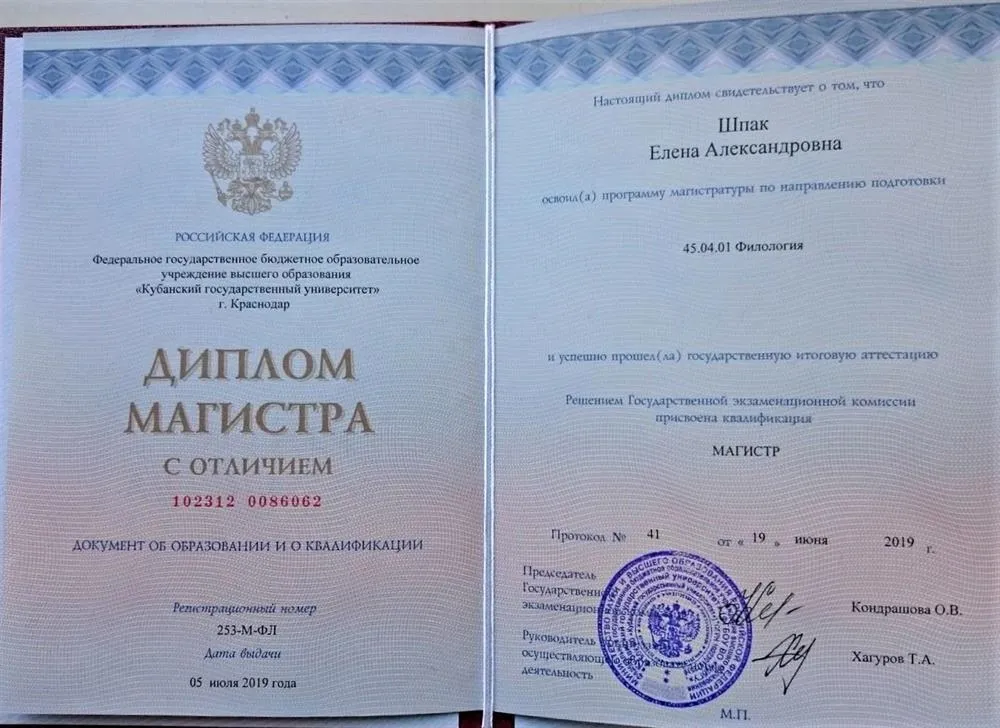 РОССИЙСКАЯ ФЕДЕРАЦИЯ
Федеральное государственное бюджетное образовательное
учреждение высшего образования
«Кубанский государственный университет»
г. Краснодар
ДИПЛОМ
МАГИСТРА
С ОТЛИЧИЕМ
102312 0086062
ДОКУМЕНТ ОБ ОБРАЗОВАНИИ И О КВАЛИФИКАЦИИ
Регистрационный номер
253-М-ФЛ
Дата выдачи
05 июля 2019 года
Настоящий диплом свидетельствует о том, что
Шпак
Елена Александровна
освоил(а) программу магистратуры по направлению подготовки
45.04.01 Филология
и успешно прошел(ла) государственную итоговую аттестацию
Решением Государственной экзаменационной комиссии
присвоена квалификация
МАГИСТР
Протокол № 41 от « 19 » июня 2019 г.
Председатель
Государственно
экзаменацион
Кондрашова О.В.
Руководитель
осуществляющ
деятельность
Хагуров Т.А.
М.П.